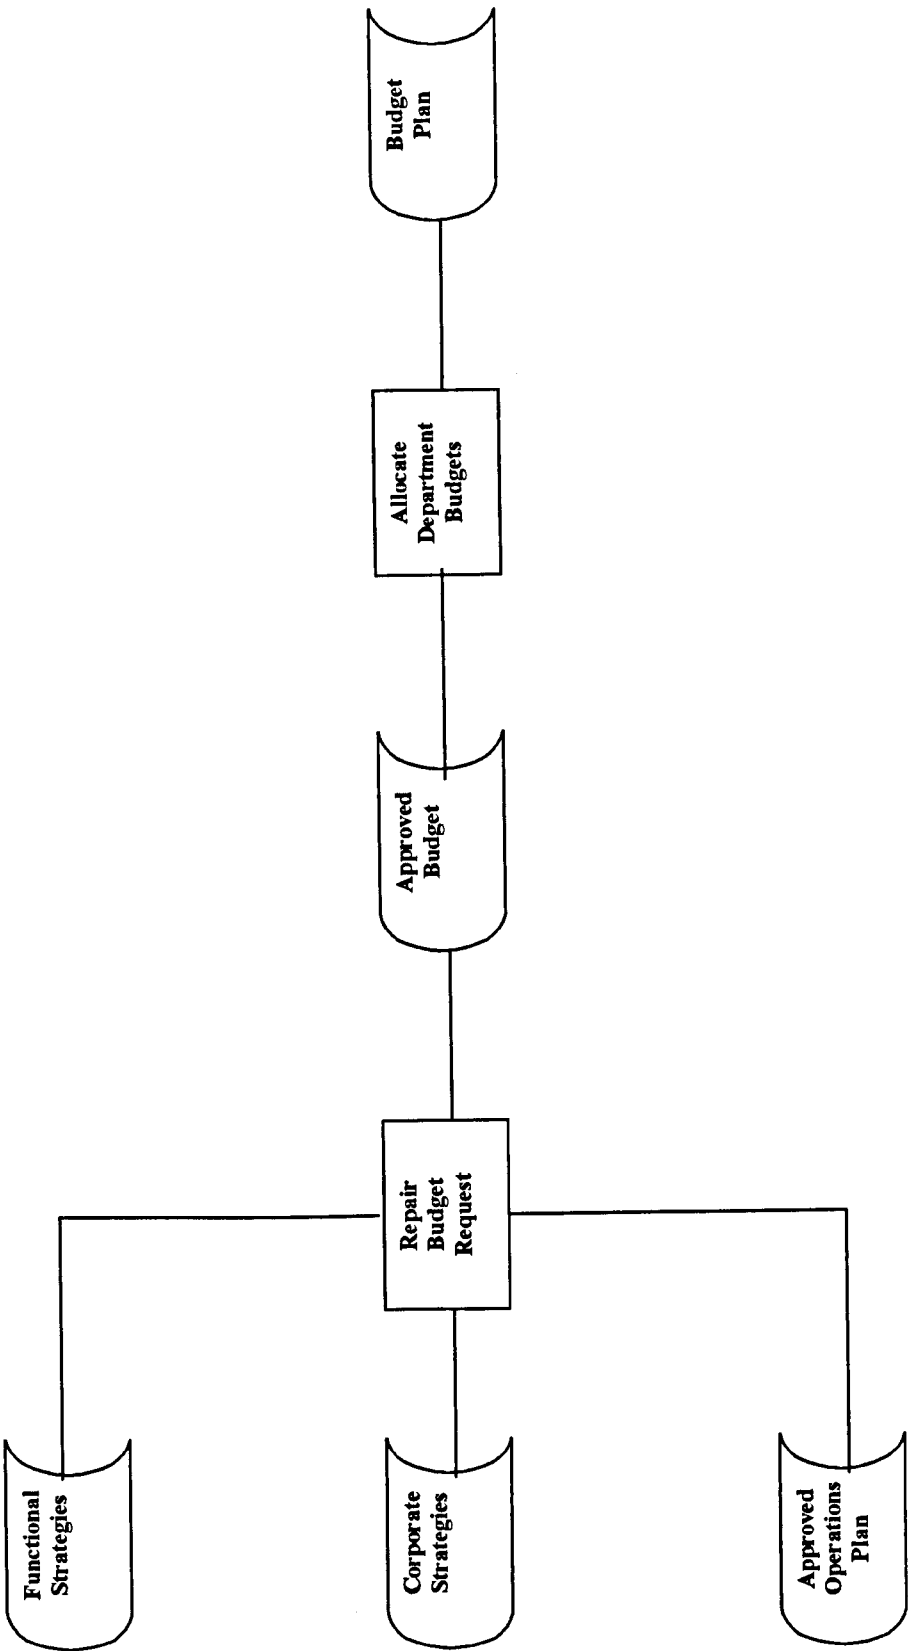 Functional
Strategies
Corporate
Strategies
Approved
Operations
Plan
Repair
Budget
Request
Approved
Budget
Allocate
Department
Budgets
Budget
Plan